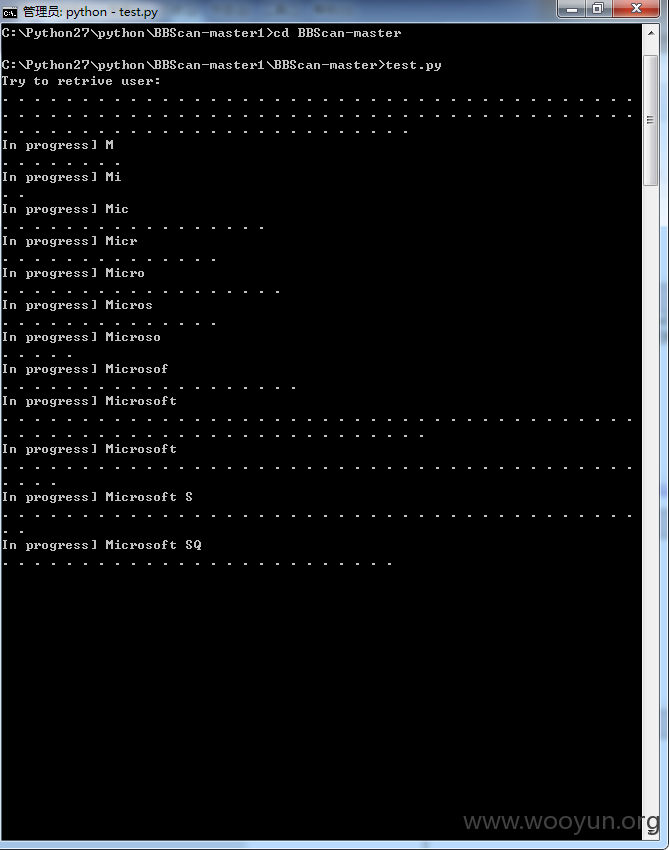 管理员: python - test.py
C:\Python27\python\BBScan-master1>cd BBScan-master
C:\Python27\python\BBScan-master1\BBScan-master>test.py
Try to retrive user:
. . . . . . . . . . . . . . . . . . . . . . . . . . . . . . . . . . . . . . . .
. . . . . . . . . . . . . . . . . . . . . . . . . . . . . . . . . . . . . . . .
. . . . . . . . . . . . . . . . . . . . . . . . . .
In progress] M
. . . . . . . .
In progress] Mi
. .
In progress] Mic
. . . . . . . . . . . . . . . . .
In progress] Micr
. . . . . . . . . . . . . .
In progress] Micro
. . . . . . . . . . . . . . . . . .
In progress] Micros
. . . . . . . . . . . . . .
In progress] Microso
. . . . .
In progress] Microsof
. . . . . . . . . . . . . . . . . . .
In progress] Microsoft
. . . . . . . . . . . . . . . . . . . . . . . . . . . . . . . . . . . . . . . .
. . . . . . . . . . . . . . . . . . . . . . . . . . .
In progress] Microsoft
. . . . . . . . . . . . . . . . . . . . . . . . . . . . . . . . . . . . . . . .
. . . .
In progress] Microsoft S
. . . . . . . . . . . . . . . . . . . . . . . . . . . . . . . . . . . . . . . .
. .
In progress] Microsoft SQ
. . . . . . . . . . . . . . . . . . . . . . . . .
www.wooyun.org